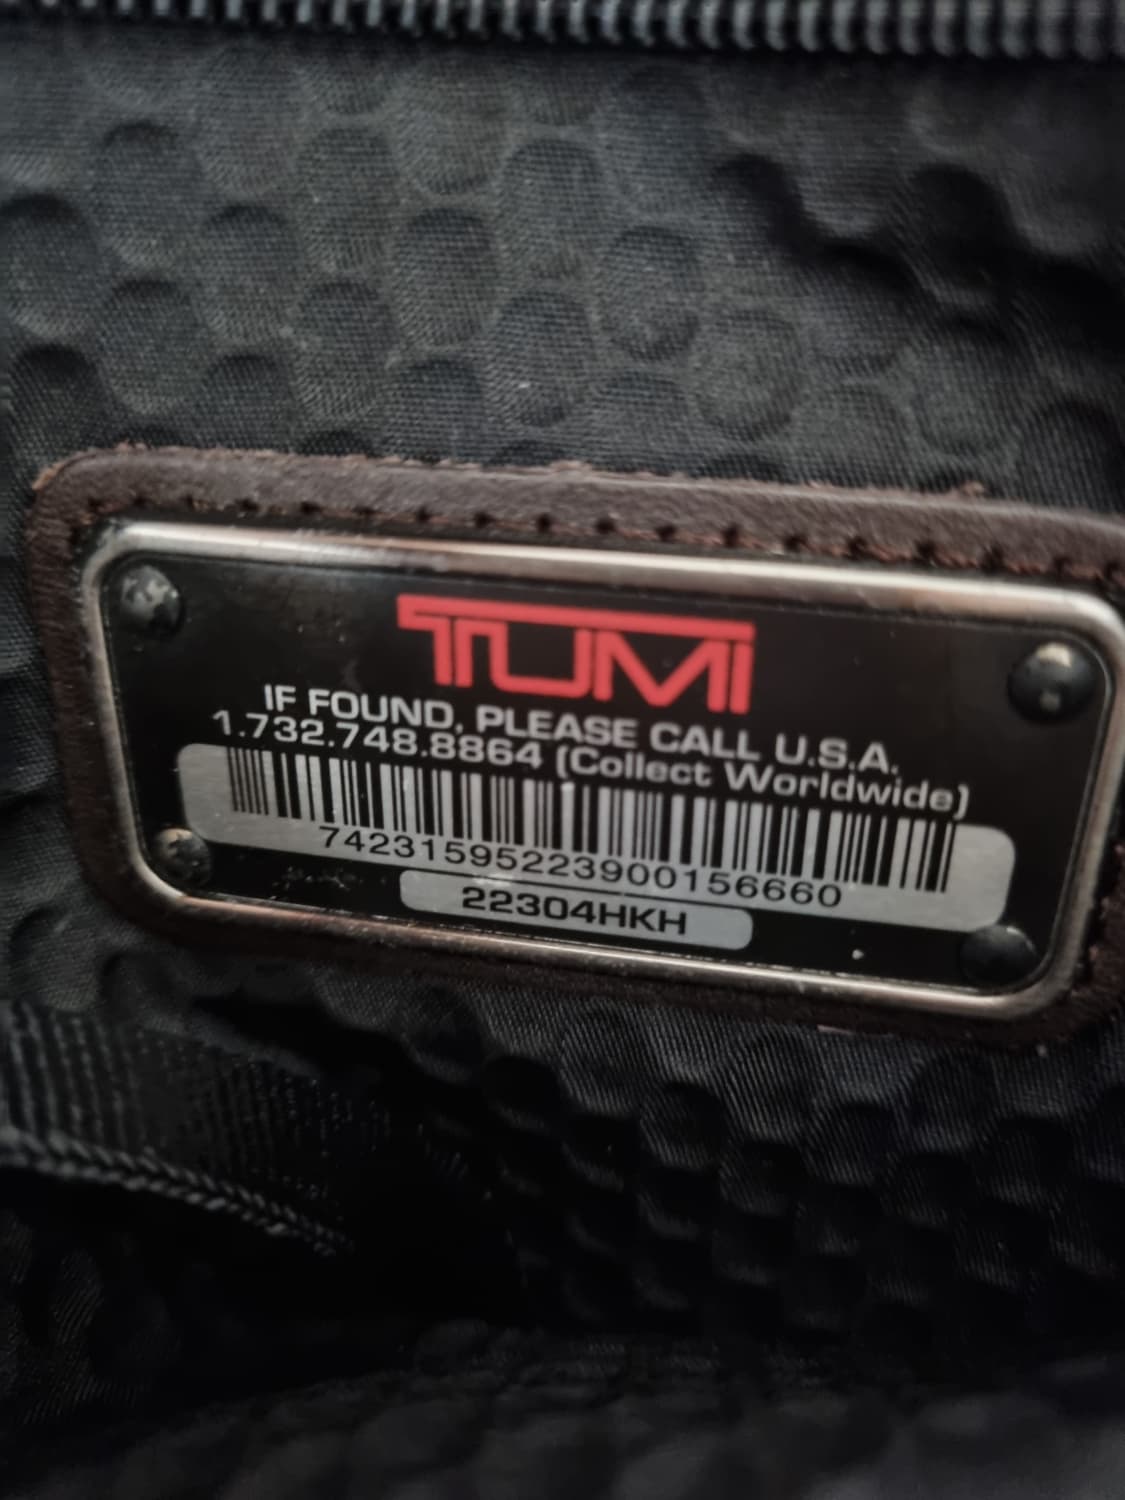 TUMI
IF FOUND, PLEASE CALL U.S.A.
1.732.748.8864 (Collect Worldwide)
74231595223900156660
22304HKH